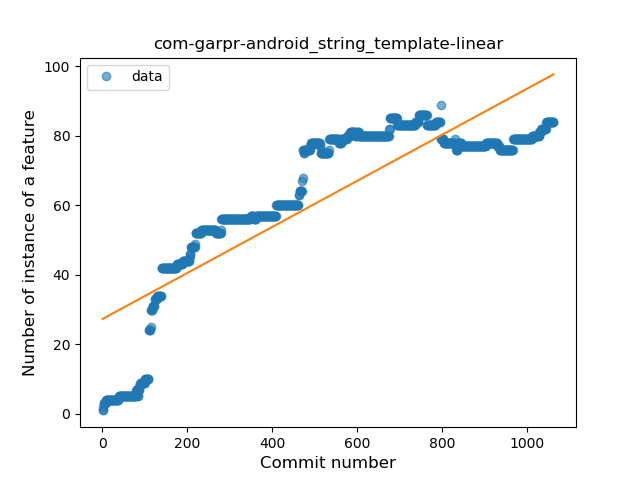 com-garpr-android_string_template-linear
data
Number of instance of a feature
100
80
60
40
20
0
0 200 400 600 800 1000
Commit number